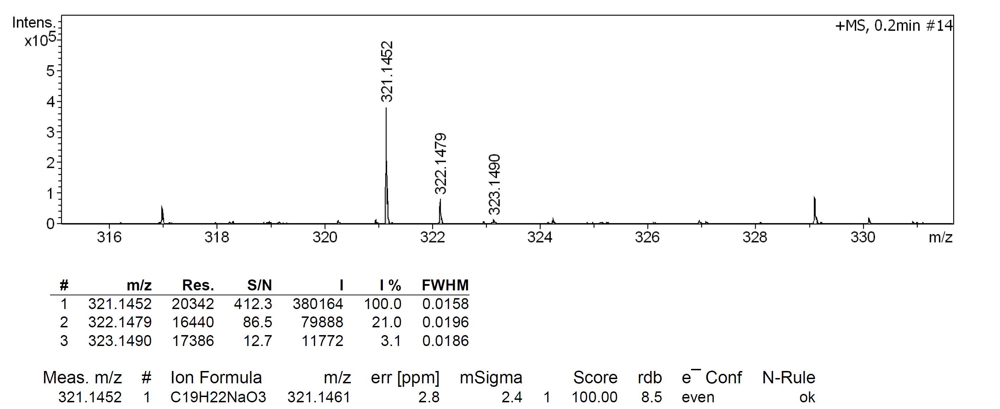 Intens.
x10^5
+MS, 0.2min #14
5
4
3
2
1
0
321.1452
322.1479
323.1490
316 318 320 322 324 326 328 330 m/z
# m/z Res. S/N I I % FWHM
1 321.1452 20342 412.3 380164 100.0 0.0158
2 322.1479 16440 86.5 79888 21.0 0.0196
3 323.1490 17386 12.7 11772 3.1 0.0186
Meas. m/z # Ion Formula m/z err [ppm] mSigma Score rdb e¯ Conf N-Rule
321.1452 1 C19H22NaO3 321.1461 2.8 2.4 1 100.00 8.5 even ok